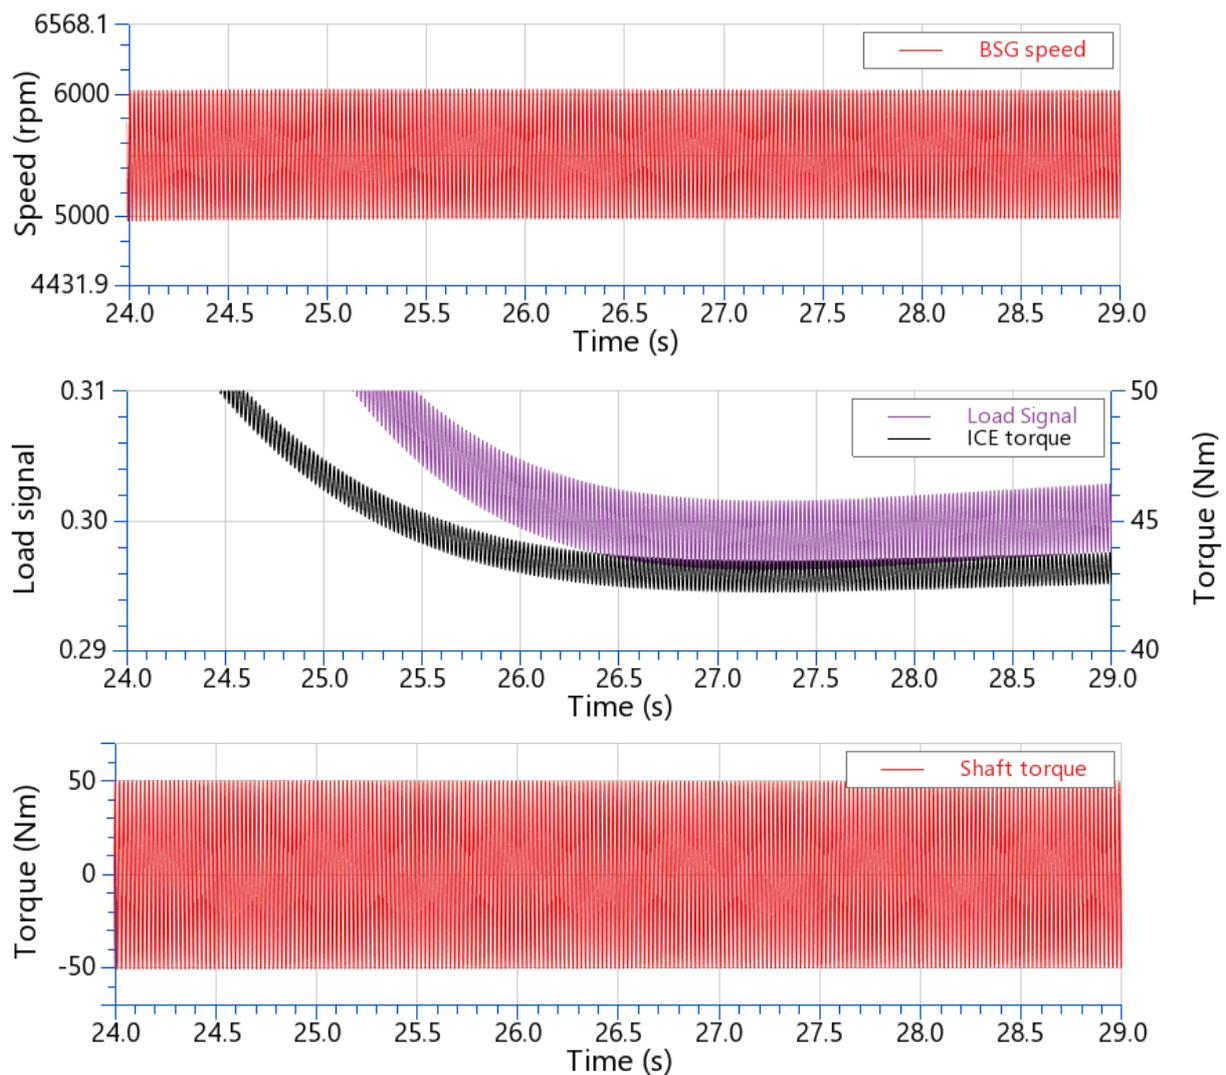 6568.1
6000
5000
4431.9
Speed (rpm)
BSG speed
24.0 24.5 25.0 25.5 26.0 26.5 27.0 27.5 28.0 28.5 29.0
Time (s)
0.31
0.30
0.29
Load signal
Load Signal
ICE torque
50
45
40
Torque (Nm)
24.0 24.5 25.0 25.5 26.0 26.5 27.0 27.5 28.0 28.5 29.0
Time (s)
50
0
-50
Torque (Nm)
Shaft torque
24.0 24.5 25.0 25.5 26.0 26.5 27.0 27.5 28.0 28.5 29.0
Time (s)